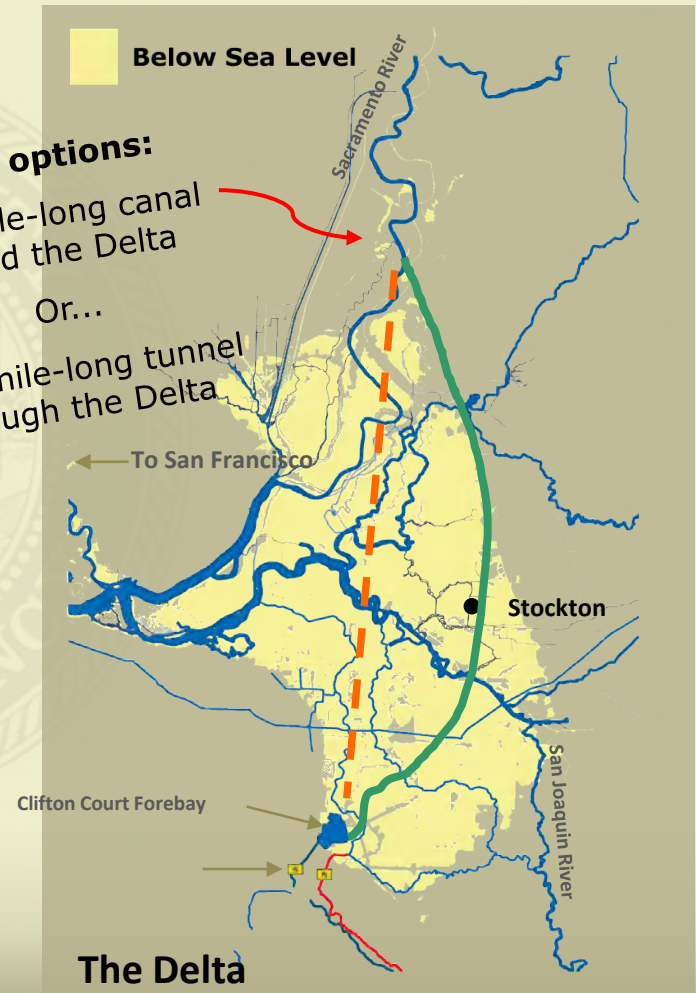 Below Sea Level
Sacramento River
options:
le-long canal
d the Delta
Or...
nile-long tunnel
ugh the Delta
To San Francisco
Stockton
Clifton Court Forebay
San Joaquin River
The Delta